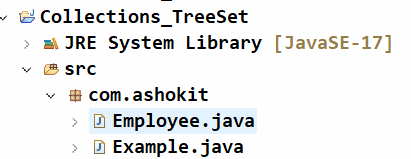 Collections_TreeSet
JRE System Library [JavaSE-17]
src
com.ashokit
Employee.java
Example.java